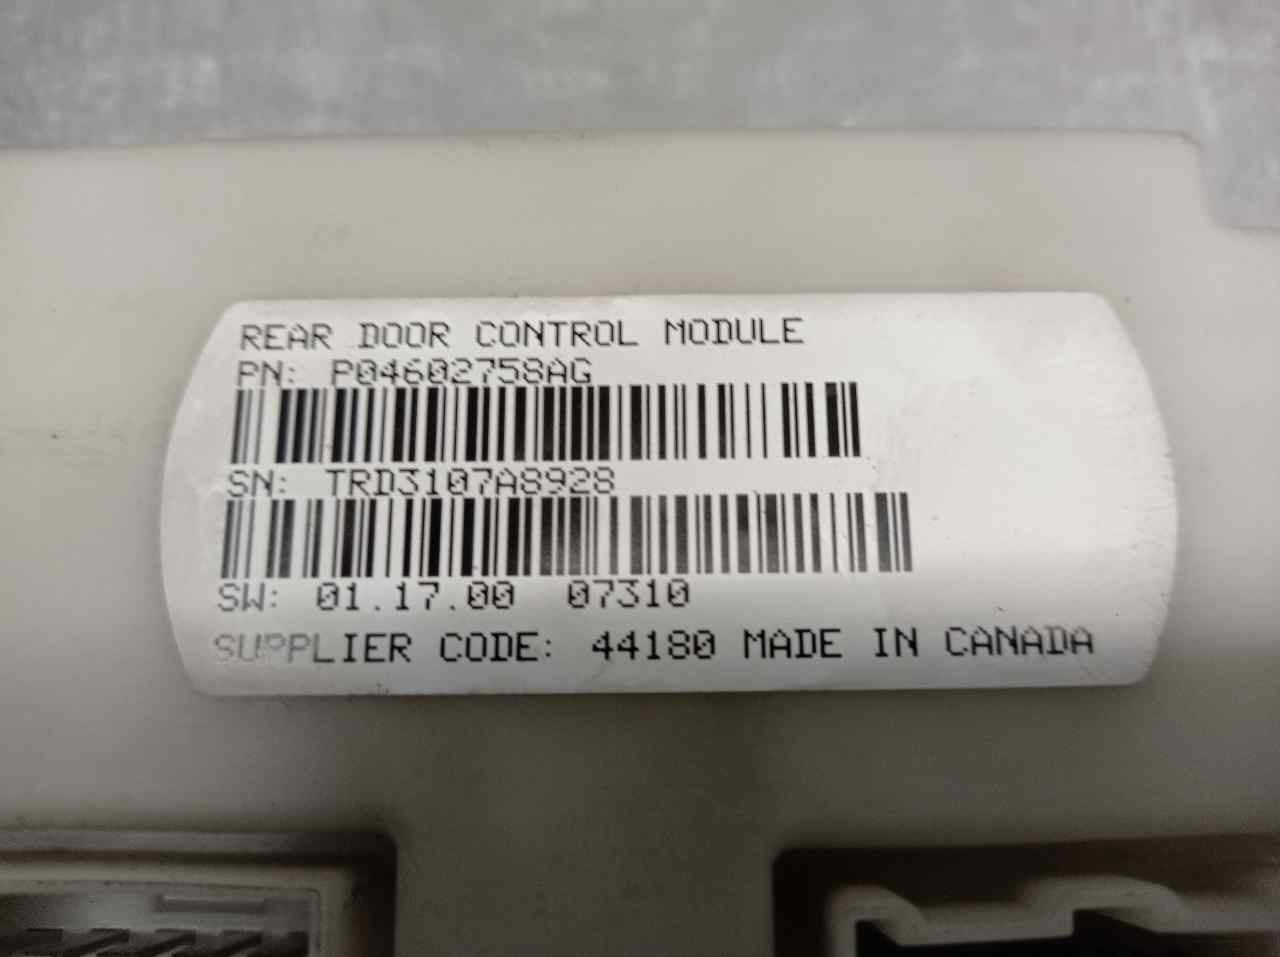 REAR DOOR CONTROL MODULE
PN: P04602758AG
SN: TRD3107A8928
SW: 01.17.00 07310
SUPPLIER CODE: 44180 MADE IN CANADA